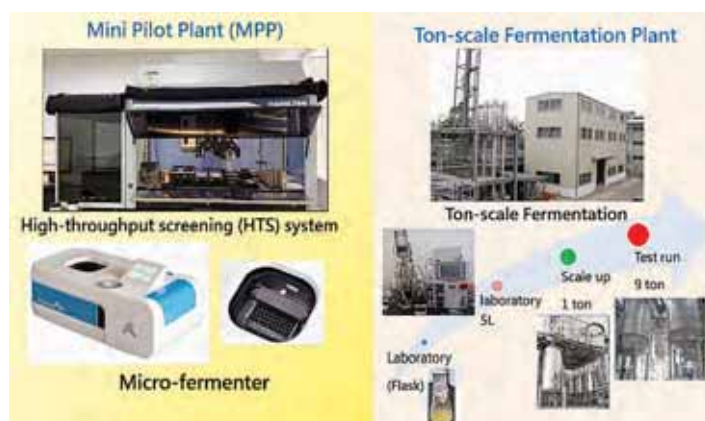 Mini Pilot Plant (MPP)
High-throughput screening (HTS) system
Micro-fermenter
Ton-scale Fermentation Plant
Ton-scale Fermentation
Test run
9 ton
Scale up
1 ton
laboratory
5L
Laboratory
(Flask)